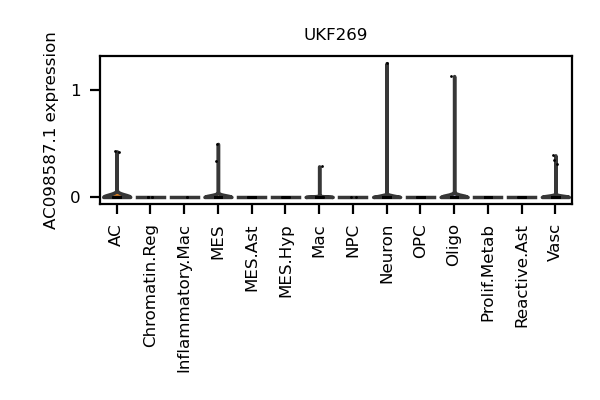 UKF269
AC098587.1 expression
1
0
AC
Chromatin.Reg
Inflammatory.Mac
MES
MES.Ast
MES.Hyp
Mac
NPC
Neuron
OPC
Oligo
Prolif.Metab
Reactive.Ast
Vasc